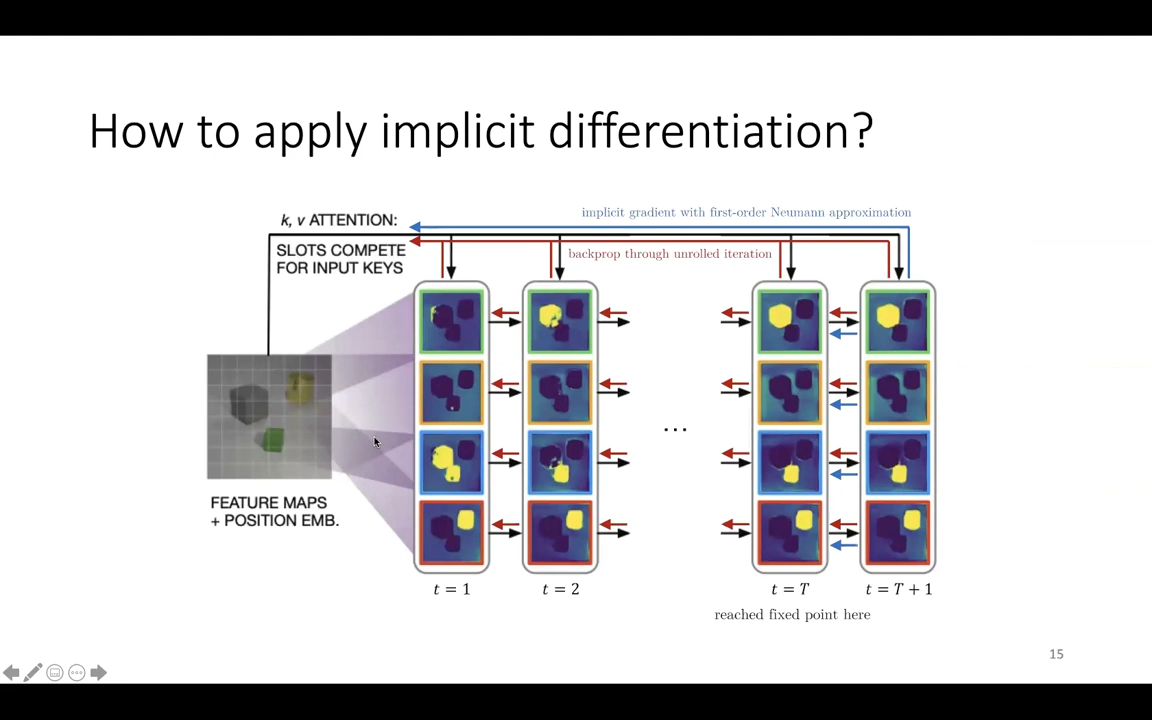 How to apply implicit differentiation?
implicit gradient with first-order Neumann approximation
k, v ATTENTION:
SLOTS COMPETE
FOR INPUT KEYS
backprop through unrolled iteration
...
FEATURE MAPS
+ POSITION EMB.
t = 1
t = 2
t = T
t = T + 1
reached fixed point here
15